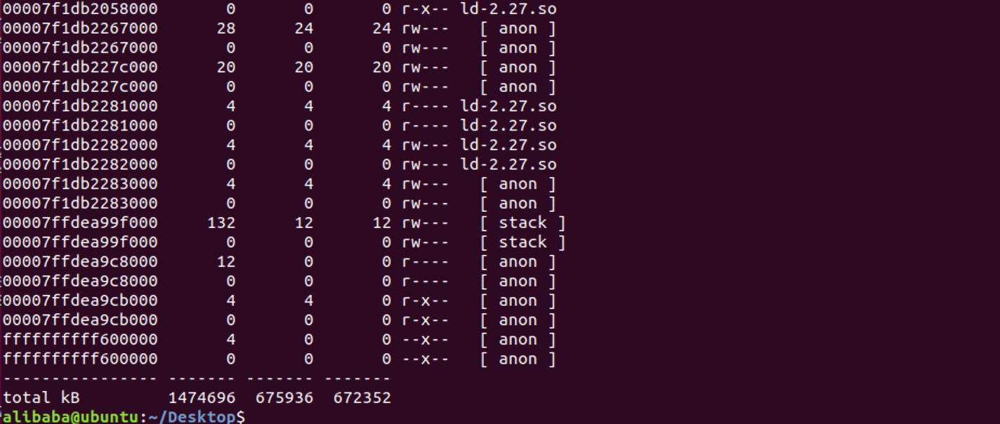 00007f1db2058000 0 0 0 r-x-- ld-2.27.so
00007f1db2267000 28 24 24 rw--- [ anon ]
00007f1db2267000 0 0 0 rw--- [ anon ]
00007f1db227c000 20 20 20 rw--- [ anon ]
00007f1db227c000 0 0 0 rw--- [ anon ]
00007f1db2281000 4 4 4 r---- ld-2.27.so
00007f1db2281000 0 0 0 r---- ld-2.27.so
00007f1db2282000 4 4 4 rw--- ld-2.27.so
00007f1db2282000 0 0 0 rw--- ld-2.27.so
00007f1db2283000 4 4 4 rw--- [ anon ]
00007f1db2283000 0 0 0 rw--- [ anon ]
00007ffdea99f000 132 12 12 rw--- [ stack ]
00007ffdea99f000 0 0 0 rw--- [ stack ]
00007ffdea9c8000 12 0 0 r---- [ anon ]
00007ffdea9c8000 0 0 0 r---- [ anon ]
00007ffdea9cb000 4 4 0 r-x-- [ anon ]
00007ffdea9cb000 0 0 0 r-x-- [ anon ]
ffffffffff600000 4 0 0 --x-- [ anon ]
ffffffffff600000 0 0 0 --x-- [ anon ]
---------------- ------- ------- -------
total kB 1474696 675936 672352
alibaba@ubuntu:~/Desktop$